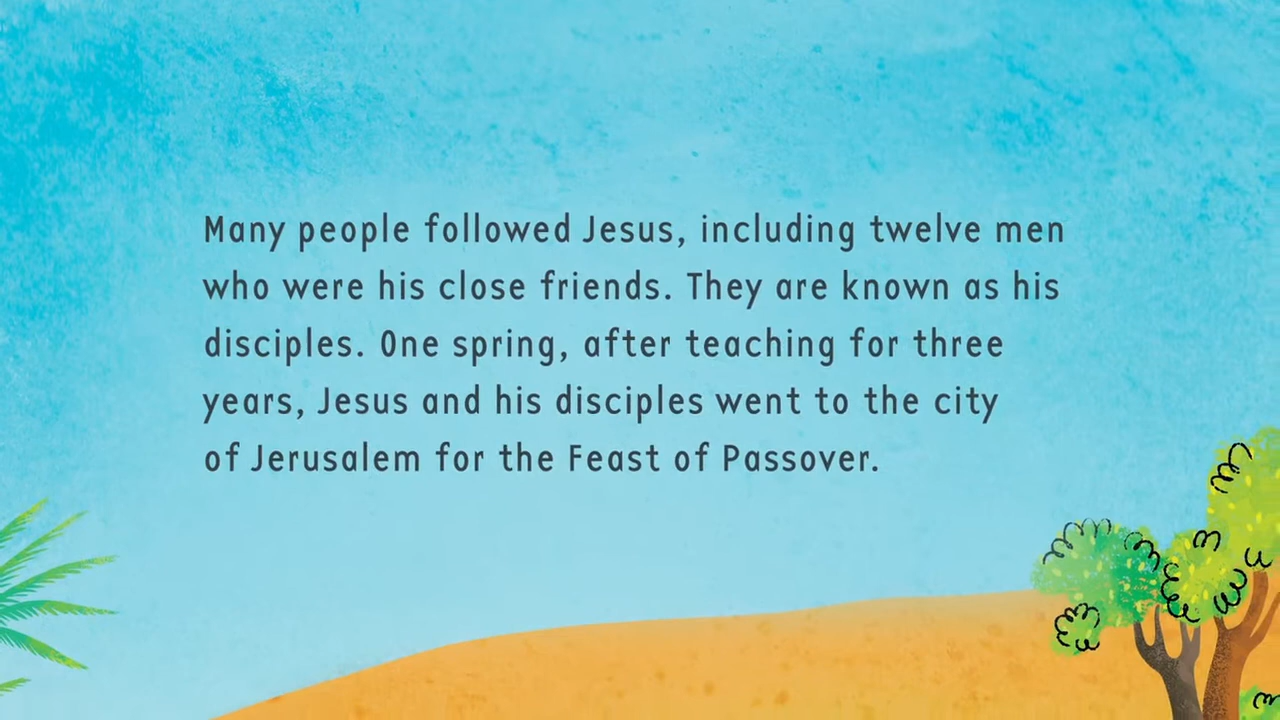 Many people followed Jesus, including twelve men
who were his close friends. They are known as his
disciples. One spring, after teaching for three
years, Jesus and his disciples went to the city
of Jerusalem for the Feast of Passover.